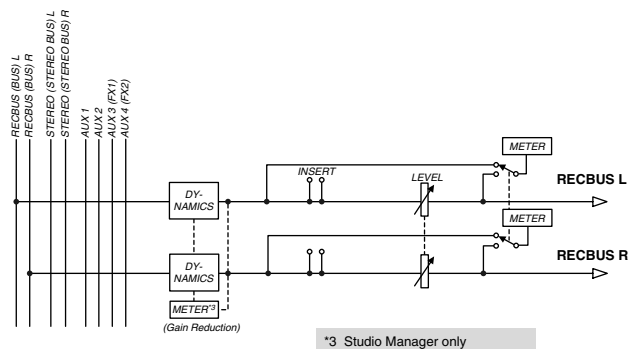 RECBUS (BUS) L
RECBUS (BUS) R
STEREO (STEREO BUS) L
STEREO (STEREO BUS) R
AUX 1
AUX 2
AUX 3 (FX1)
AUX 4 (FX2)
METER
INSERT
LEVEL
RECBUS L
DY-
NAMICS
METER
RECBUS R
DY-
NAMICS
METER*3
(Gain Reduction)
*3 Studio Manager only